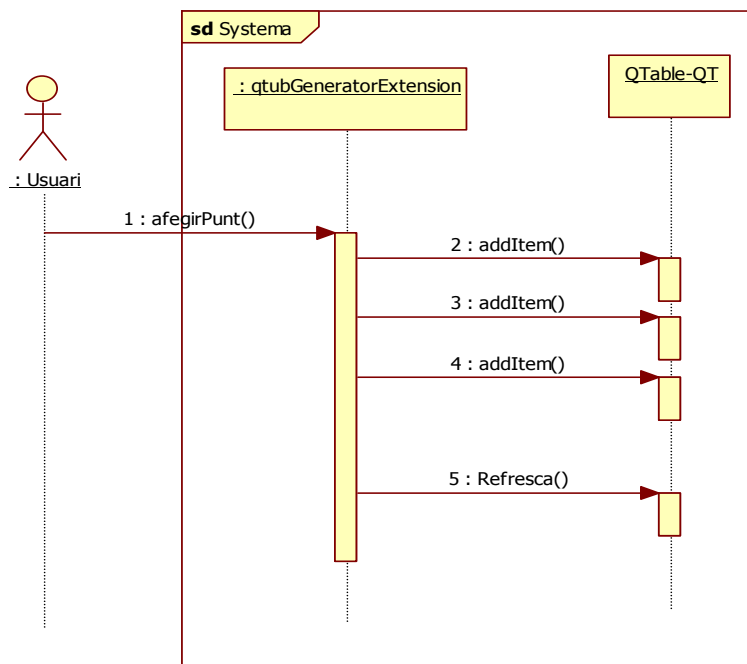 sd Systema
: qtubGeneratorExtension
QTable-QT
: Usuari
1 : afegirPunt()
2 : addItem()
3 : addItem()
4 : addItem()
5 : Refresca()